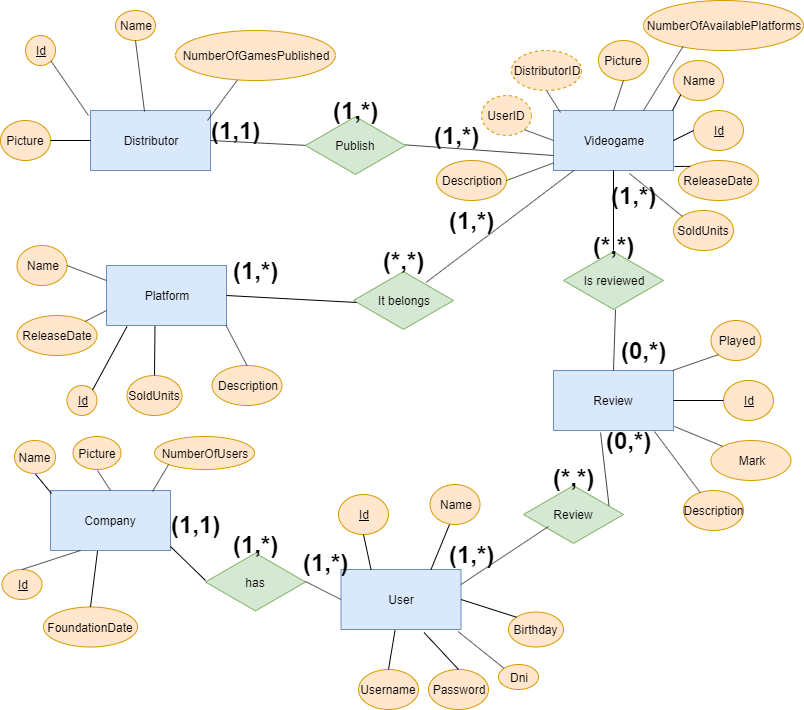 Name
NumberOfAvailablePlatforms
Id
NumberOfGamesPublished
Picture
DistributorID
Name
UserID
(1,*)
Id
Picture
Distributor
(1,1)
Publish
(1,*)
Videogame
Description
ReleaseDate
(1,*)
(1,*)
SoldUnits
Name
(1,*)
(*,*)
(*,*)
Platform
It belongs
Is reviewed
ReleaseDate
Played
(0,*)
Description
SoldUnits
Id
Review
Id
(0,*)
Name
Picture
NumberOfUsers
Mark
(*,*)
Name
Description
Id
Review
Company
(1,1)
(1,*)
(1,*)
(1,*)
Id
has
User
FoundationDate
Birthday
Dni
Username
Password